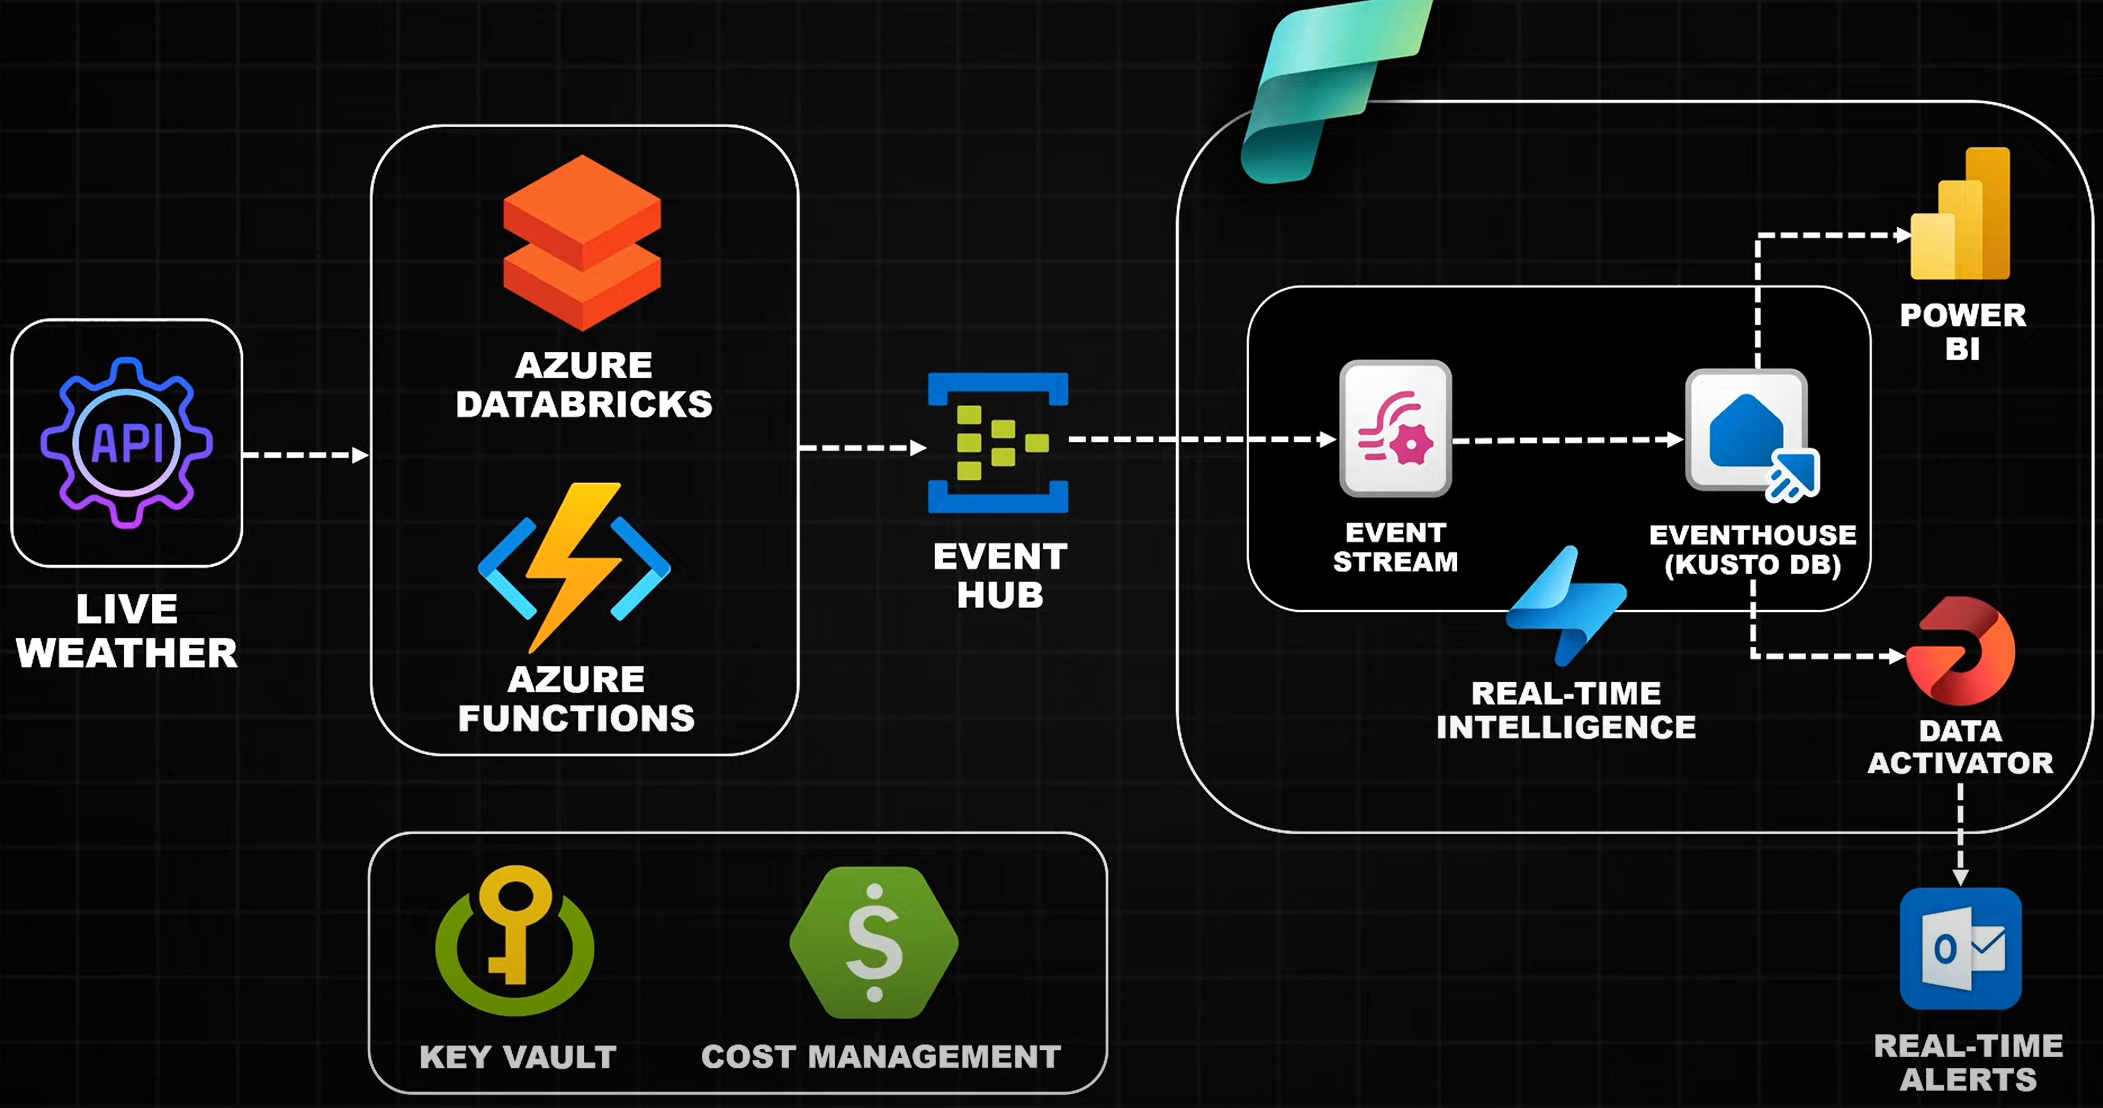 API
LIVE
WEATHER
AZURE
DATABRICKS
AZURE
FUNCTIONS
EVENT
HUB
EVENT
STREAM
EVENTHOUSE
(KUSTO DB)
REAL-TIME
INTELLIGENCE
POWER
BI
DATA
ACTIVATOR
O
REAL-TIME
ALERTS
KEY VAULT
$
COST MANAGEMENT